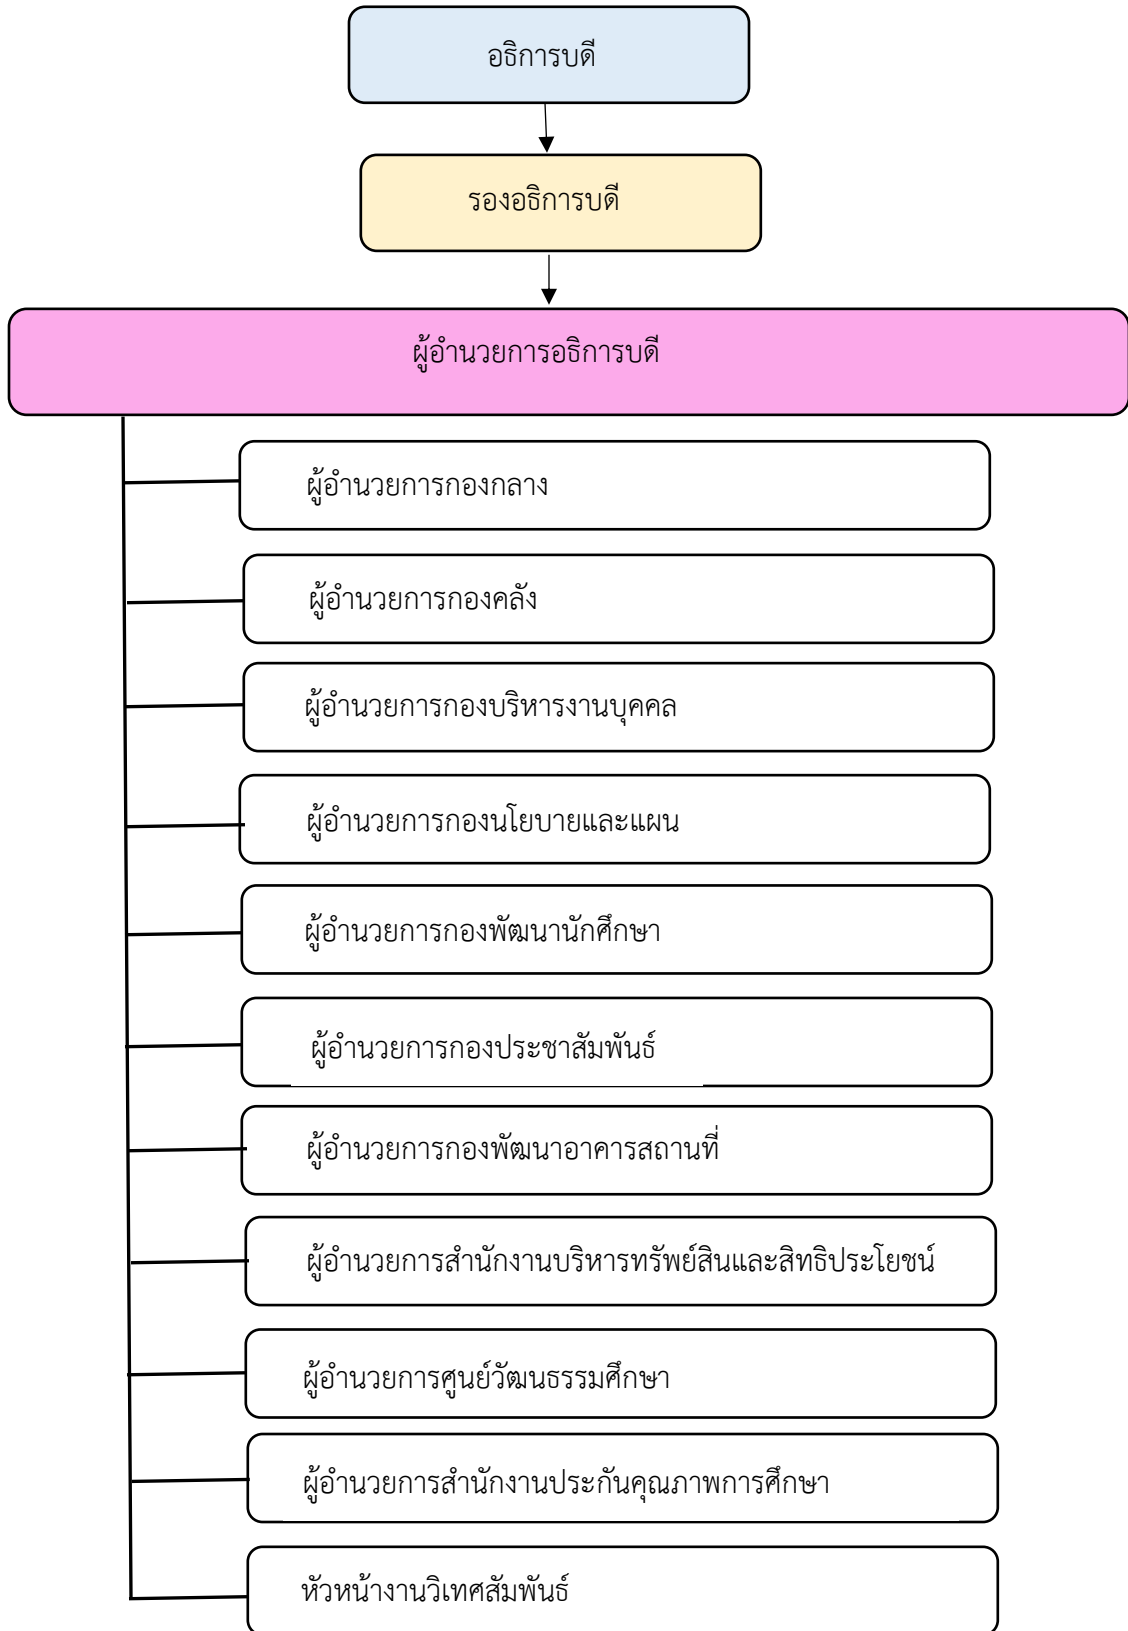 อธิการบดี
รองอธิการบดี
ผู้อำนวยการอธิการบดี
ผู้อำนวยการกองกลาง
ผู้อำนวยการกองคลัง
ผู้อำนวยการกองบริหารงานบุคคล
ผู้อำนวยการกองนโยบายและแผน
ผู้อำนวยการกองพัฒนานักศึกษา
ผู้อำนวยการกองประชาสัมพันธ์
ผู้อำนวยการกองพัฒนาอาคารสถานที่
ผู้อำนวยการสำนักงานบริหารทรัพย์สินและสิทธิประโยชน์
ผู้อำนวยการศูนย์วัฒนธรรมศึกษา
ผู้อำนวยการสำนักงานประกันคุณภาพการศึกษา
หัวหน้างานวิเทศสัมพันธ์